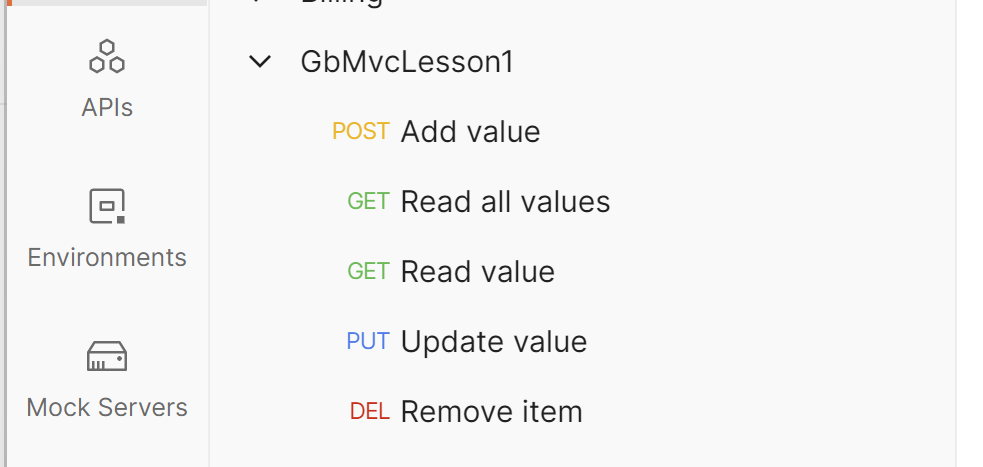 Billing
GbMvcLesson1
POST Add value
GET Read all values
GET Read value
PUT Update value
DEL Remove item
APIs
Environments
Mock Servers